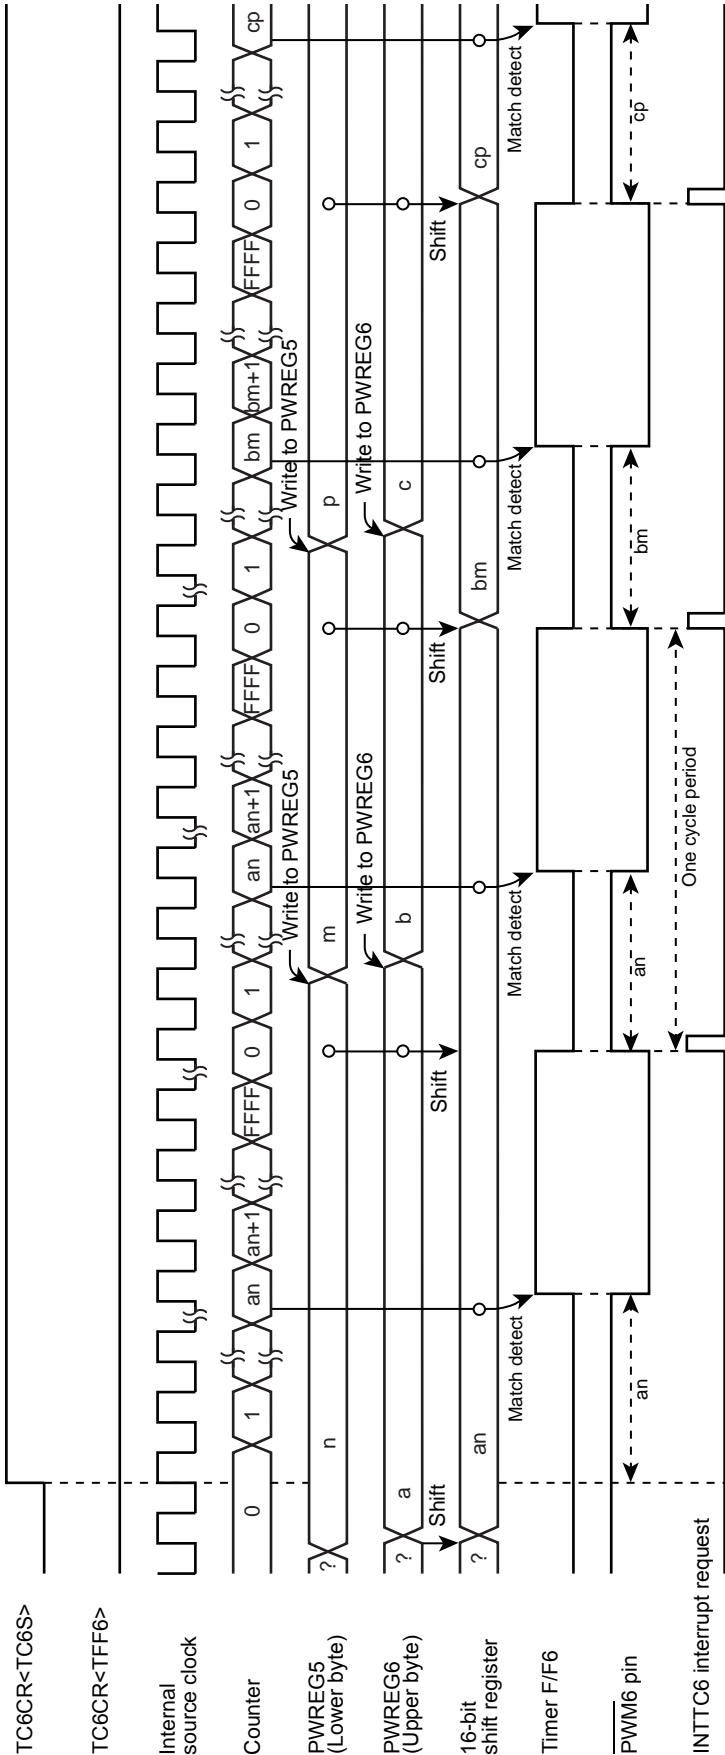 TC6CR<TC6S>
TC6CR<TFF6>
Internal
source clock
Counter
0
1
an
an+1
FFFF
0
1
an
an+1
FFFF
0
1
bm
bm+1
FFFF
0
1
cp
Write to PWREG5
Write to PWREG5
PWREG5
(Lower byte)
?
n
m
p
Write to PWREG6
Write to PWREG6
PWREG6
(Upper byte)
?
a
b
c
Shift
Shift
Shift
Shift
16-bit
shift register
?
an
bm
cp
Match detect
Match detect
Match detect
Match detect
Timer F/F6
PWM6 pin
an
an
bm
cp
One cycle period
INTTC6 interrupt request